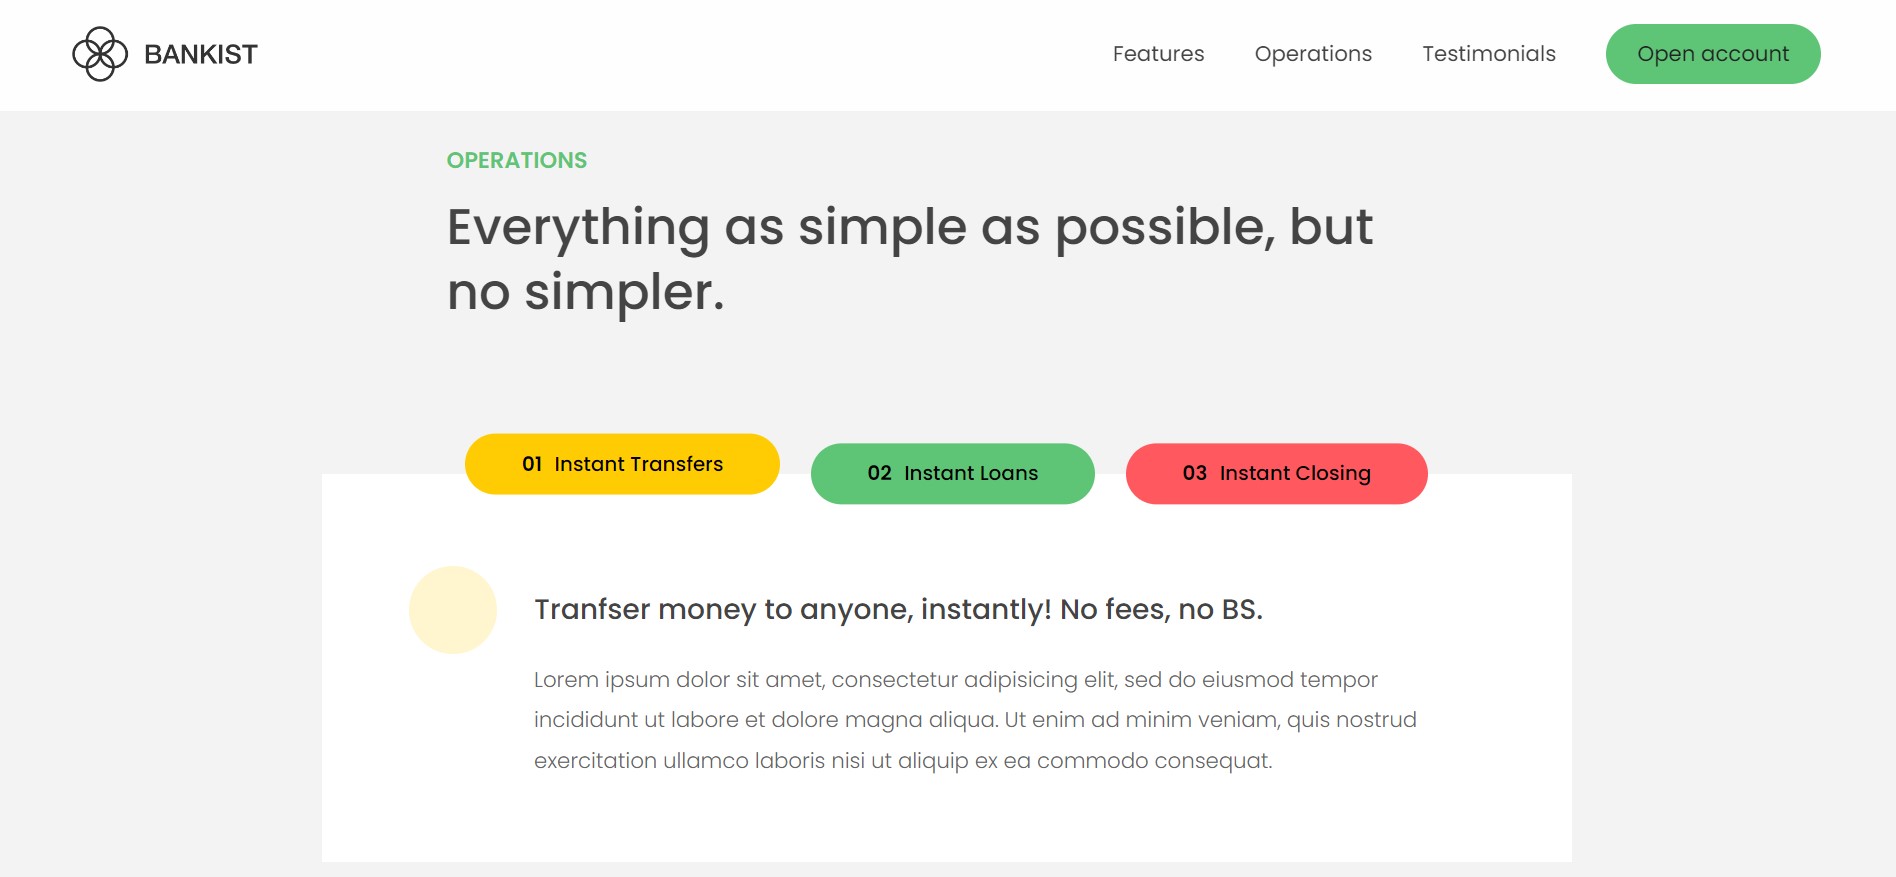 BANKIST
Features Operations Testimonials Open account
OPERATIONS
Everything as simple as possible, but
no simpler.
01 Instant Transfers 02 Instant Loans 03 Instant Closing
Tranfser money to anyone, instantly! No fees, no BS.
Lorem ipsum dolor sit amet, consectetur adipisicing elit, sed do eiusmod tempor
incididunt ut labore et dolore magna aliqua. Ut enim ad minim veniam, quis nostrud
exercitation ullamco laboris nisi ut aliquip ex ea commodo consequat.